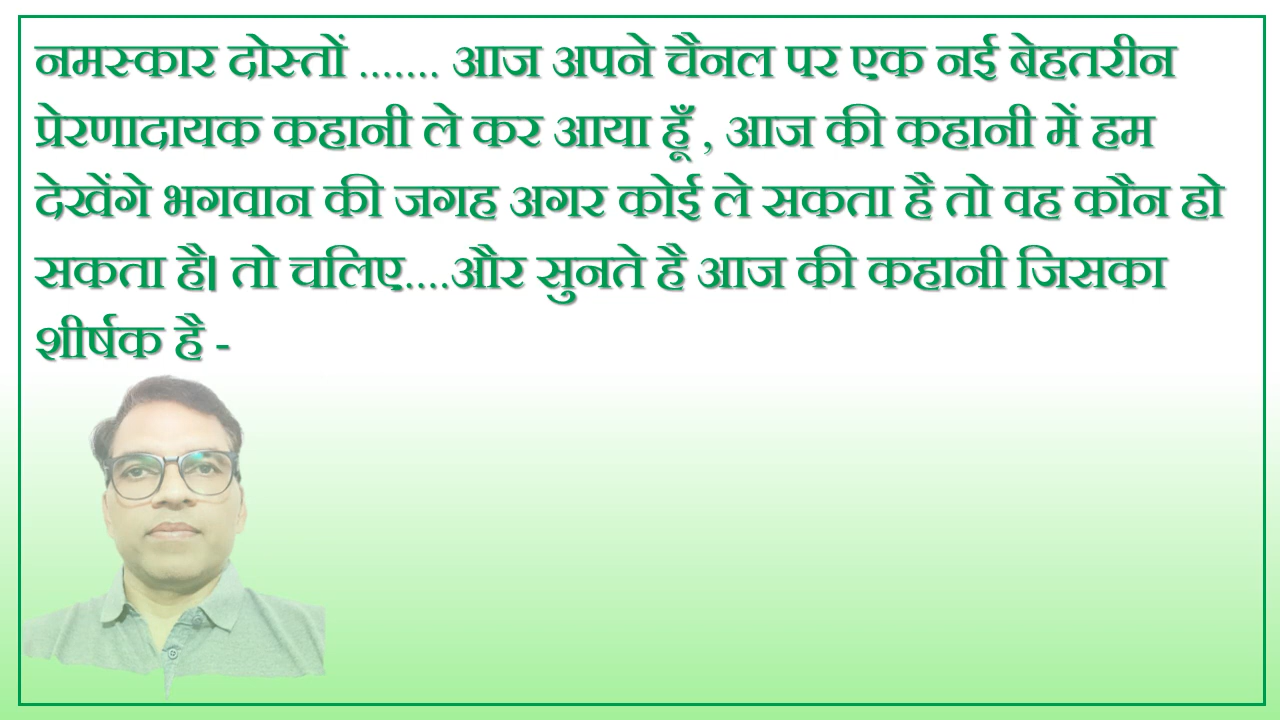 नमस्कार दोस्तों ....... आज अपने चैनल पर एक नई बेहतरीन
प्रेरणादायक कहानी ले कर आया हूँ , आज की कहानी में हम
देखेंगे भगवान की जगह अगर कोई ले सकता है तो वह कौन हो
सकता है। तो चलिए....और सुनते है आज की कहानी जिसका
शीर्षक है -